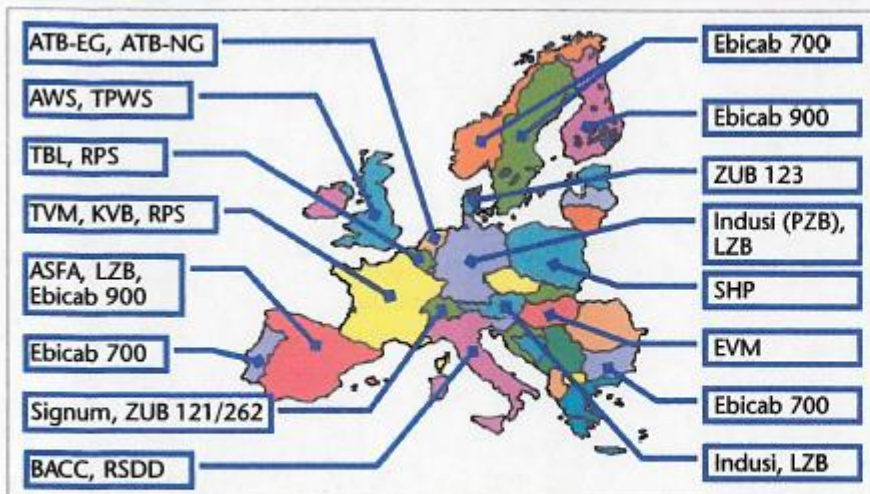 ATB-EG, ATB-NG
AWS, TPWS
TBL, RPS
TVM, KVB, RPS
ASFA, LZB,
Ebicab 900
Ebicab 700
Signum, ZUB 121/262
BACC, RSDD
Ebicab 700
Ebicab 900
ZUB 123
Indusi (PZB),
LZB
SHP
EVM
Ebicab 700
Indusi, LZB